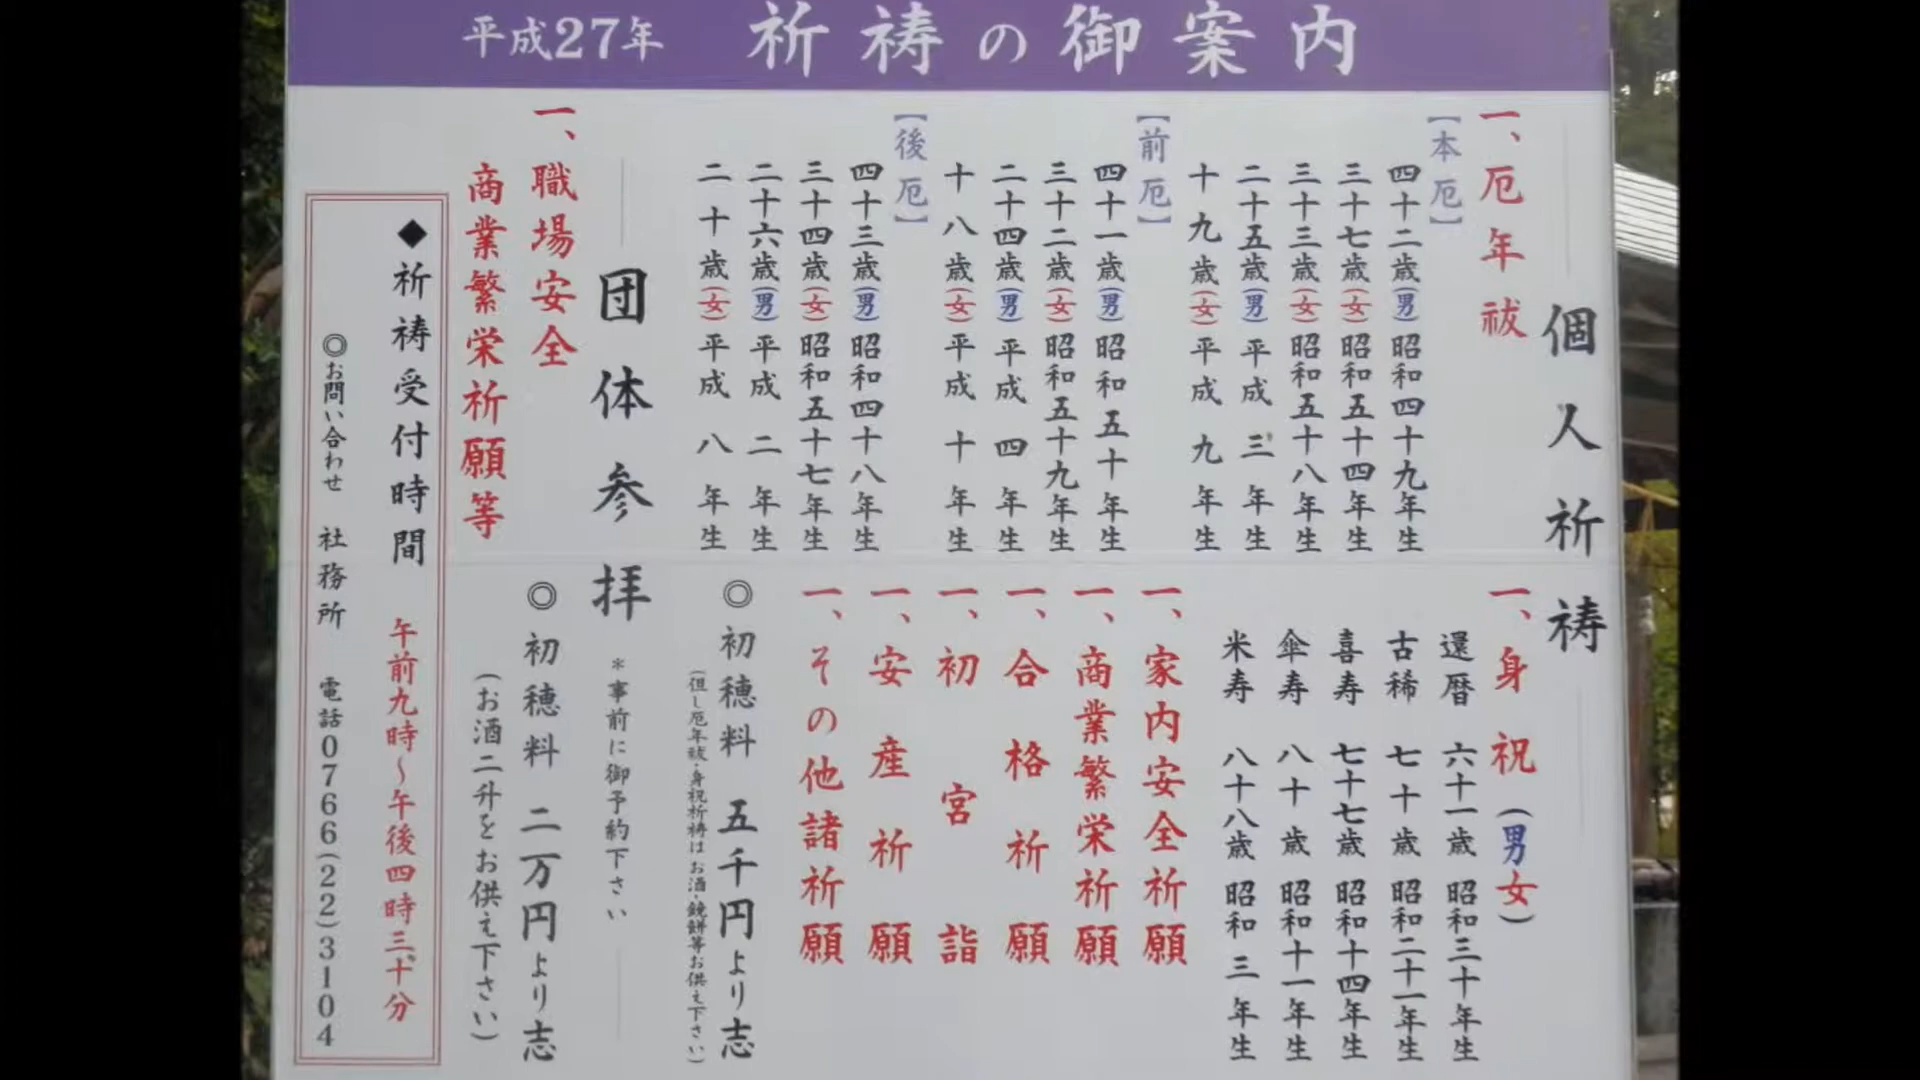 平成27年　祈祷の御案内
個人祈祷
一、厄年祓
【本厄】
四十二歳(男)昭和四十九年生
三十七歳(女)昭和五十四年生
三十三歳(女)昭和五十八年生
二十五歳(男)平成三年生
十九歳(女)平成九年生
【前厄】
四十一歳(男)昭和五十年生
三十二歳(女)昭和五十九年生
二十四歳(男)平成四年生
十八歳(女)平成十年生
【後厄】
四十三歳(男)昭和四十八年生
三十四歳(女)昭和五十七年生
二十六歳(男)平成二年生
二十歳(女)平成八年生
一、身祝(男女)
還暦　六十一歳　昭和三十年生
古稀　七十歳　昭和二十一年生
喜寿　七十七歳　昭和十四年生
傘寿　八十歳　昭和十一年生
米寿　八十八歳　昭和三年生
一、家内安全祈願
一、商業繁栄祈願
一、合格祈願
一、初宮詣
一、安産祈願
一、その他諸祈願
◎初穂料　五千円より志
(但し厄年祓・身祝祈祷はお酒・鏡餅等お供え下さい)
団体参拝
＊事前に御予約下さい
一、職場安全
商業繁栄祈願等
◎初穂料　二万円より志
(お酒二升をお供え下さい)
◆祈祷受付時間　午前九時～午後四時三十分
◎お問い合わせ　社務所　電話0766(22)3104